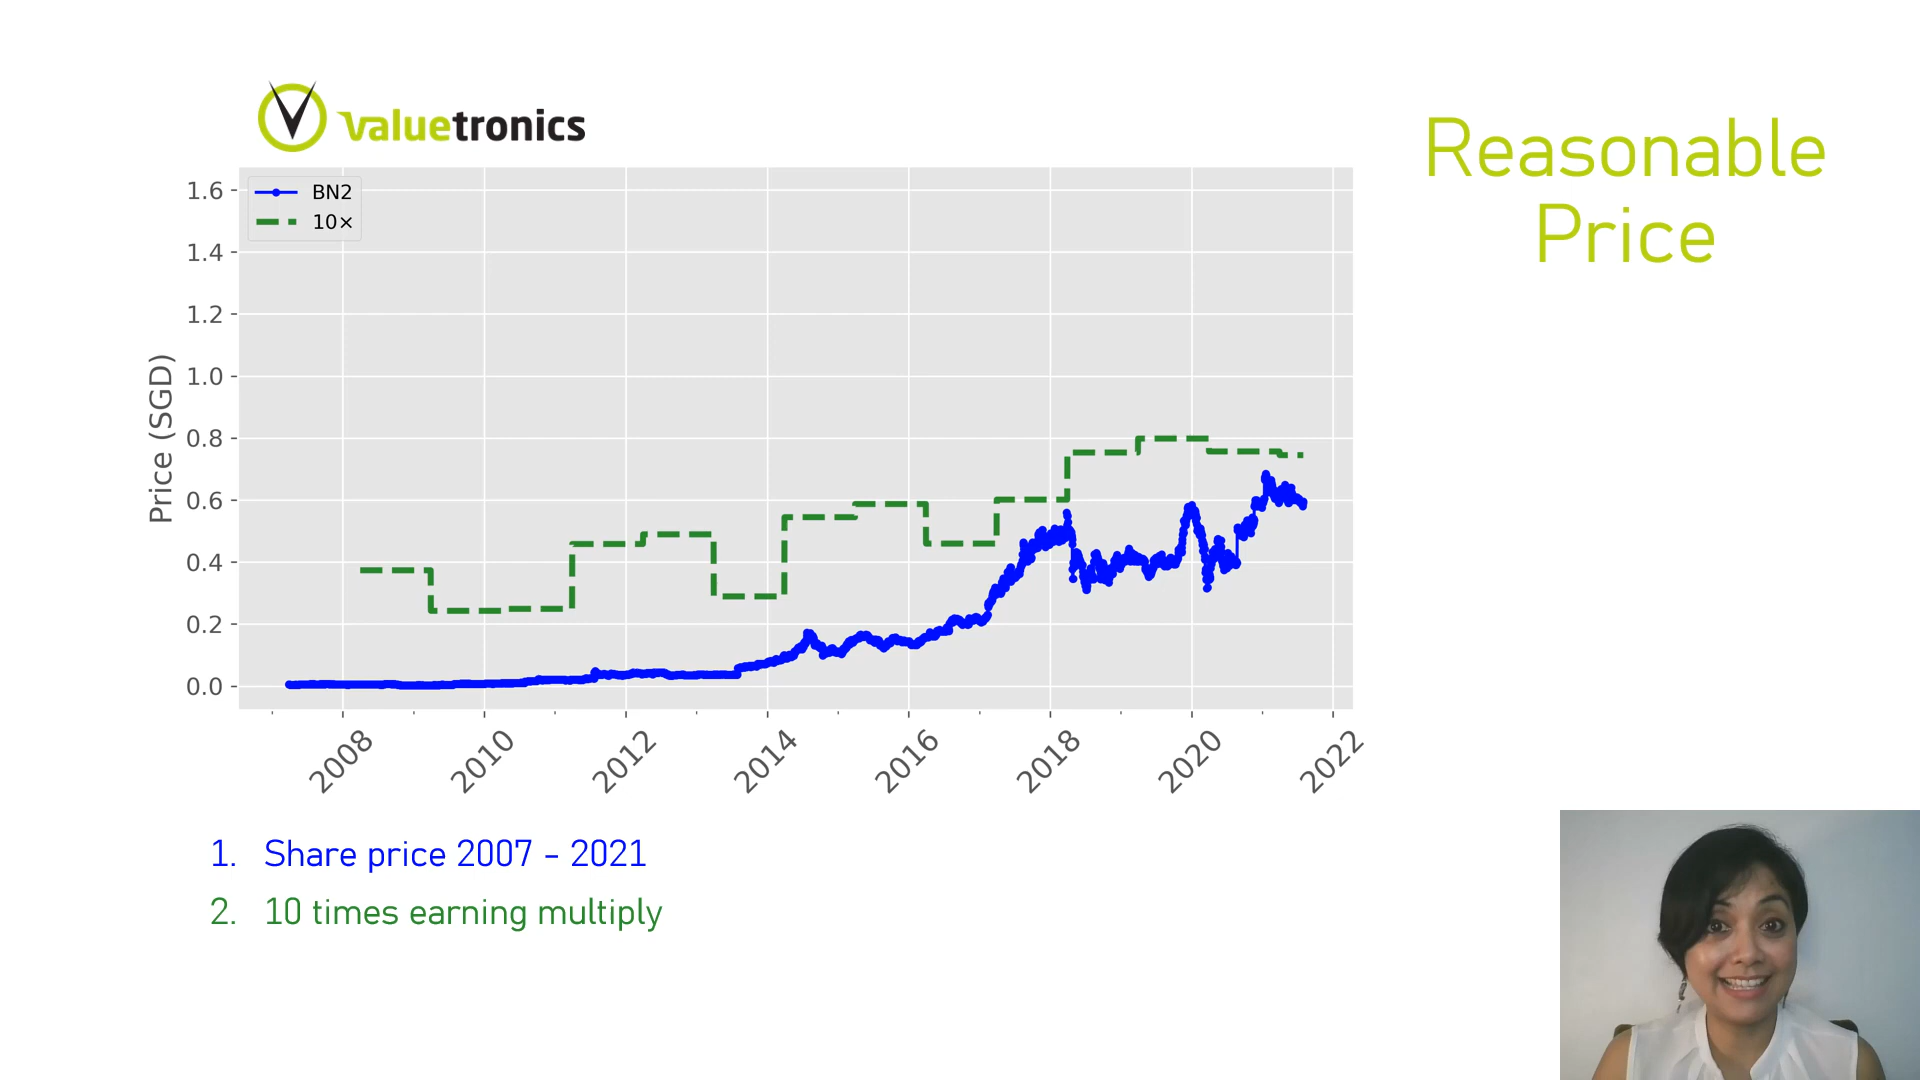 valuetronics
Reasonable
Price
BN2
10×
1.6
1.4
1.2
1.0
0.8
0.6
0.4
0.2
0.0
Price (SGD)
2008
2010
2012
2014
2016
2018
2020
2022
1. Share price 2007 - 2021
2. 10 times earning multiply